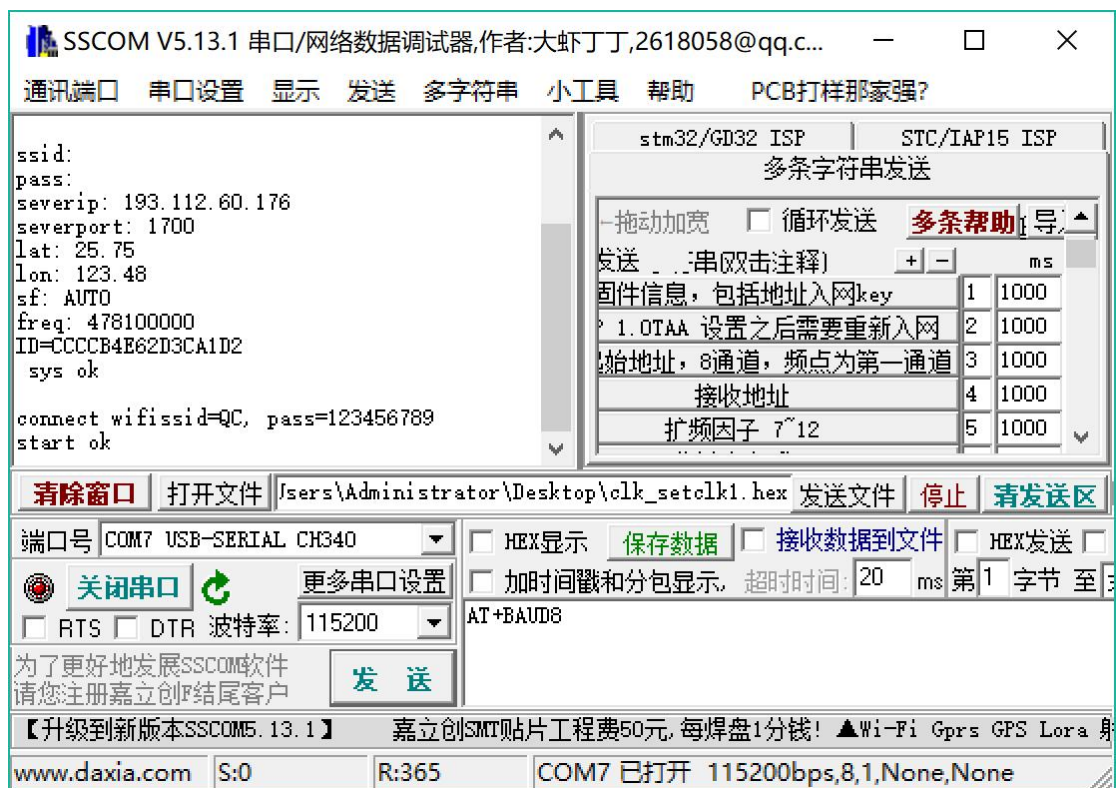 SSCOM V5.13.1 串口/网络数据调试器,作者:大虾丁丁,2618058@qq.c...
通讯端口 串口设置 显示 发送 多字符串 小工具 帮助 PCB打样那家强?
ssid:
pass:
severip: 193.112.60.176
severport: 1700
lat: 25.75
lon: 123.48
sf: AUTO
freq: 478100000
ID=CCCCB4E62D3CA1D2
sys ok
connect wifissid=QC, pass=123456789
start ok
stm32/GD32 ISP STC/IAP15 ISP
多条字符串发送
拖动加宽 循环发送 多条帮助 导
发送 串(双击注释) + - ms
固件信息，包括地址入网key 1 1000
1.OTAA 设置之后需要重新入网 2 1000
始地址，8通道，频点为第一通道 3 1000
接收地址 4 1000
扩频因子 7~12 5 1000
清除窗口 打开文件 sers\Administrator\Desktop\clk_setclk1.hex 发送文件 停止 清发送区
端口号 COM7 USB-SERIAL CH340 HEX显示 保存数据 接收数据到文件 HEX发送
关闭串口 更多串口设置 加时间戳和分包显示, 超时时间: 20 ms 第 1 字节 至
RTS DTR 波特率: 115200
AT+BAUD8
为了更好地发展SSCOM软件
请您注册嘉立创F结尾客户
发 送
【升级到新版本SSCOM5.13.1】 嘉立创SMT贴片工程费50元,每焊盘1分钱! ▲Wi-Fi Gprs GPS Lora
www.daxia.com S:0 R:365 COM7 已打开 115200bps,8,1,None,None